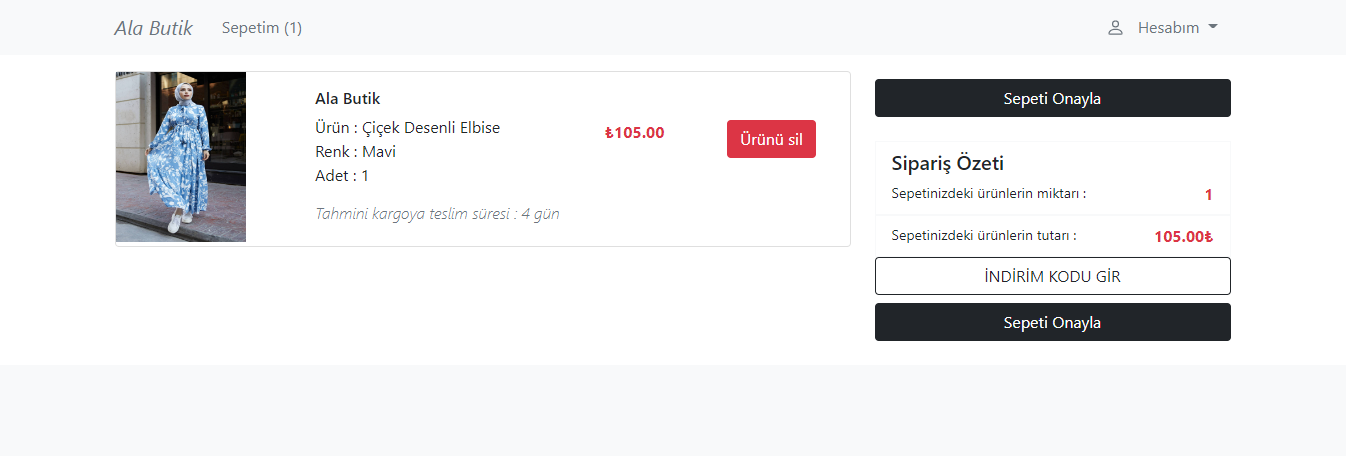 Ala Butik
Sepetim (1)
Hesabım
Ala Butik
Ürün : Çiçek Desenli Elbise
Renk : Mavi
Adet : 1
Tahmini kargoya teslim süresi : 4 gün
₺105.00
Ürünü sil
Sepeti Onayla
Sipariş Özeti
Sepetinizdeki ürünlerin miktarı : 1
Sepetinizdeki ürünlerin tutarı : 105.00₺
İNDİRİM KODU GİR
Sepeti Onayla